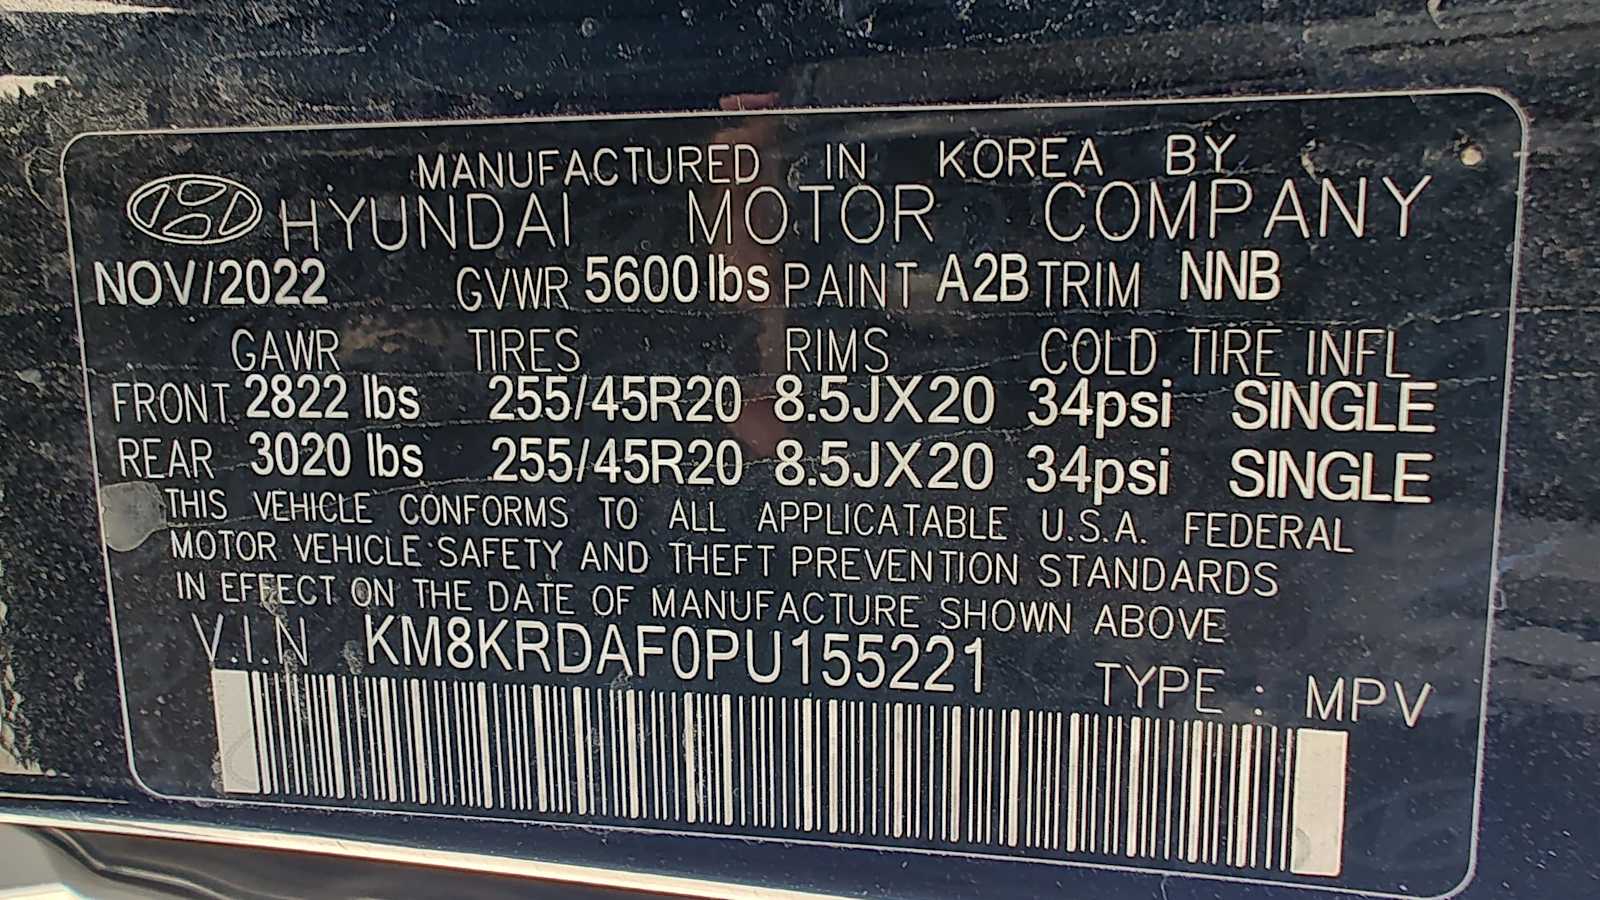 MANUFACTURED IN KOREA BY
HYUNDAI MOTOR COMPANY
NOV/2022 GVWR 5600lbs PAINT A2B TRIM NNB
GAWR TIRES RIMS COLD TIRE INFL
FRONT 2822 lbs 255/45R20 8.5JX20 34psi SINGLE
REAR 3020 lbs 255/45R20 8.5JX20 34psi SINGLE
THIS VEHICLE CONFORMS TO ALL APPLICATABLE U.S.A. FEDERAL
MOTOR VEHICLE SAFETY AND THEFT PREVENTION STANDARDS
IN EFFECT ON THE DATE OF MANUFACTURE SHOWN ABOVE
V.I.N KM8KRDAF0PU155221
TYPE : MPV